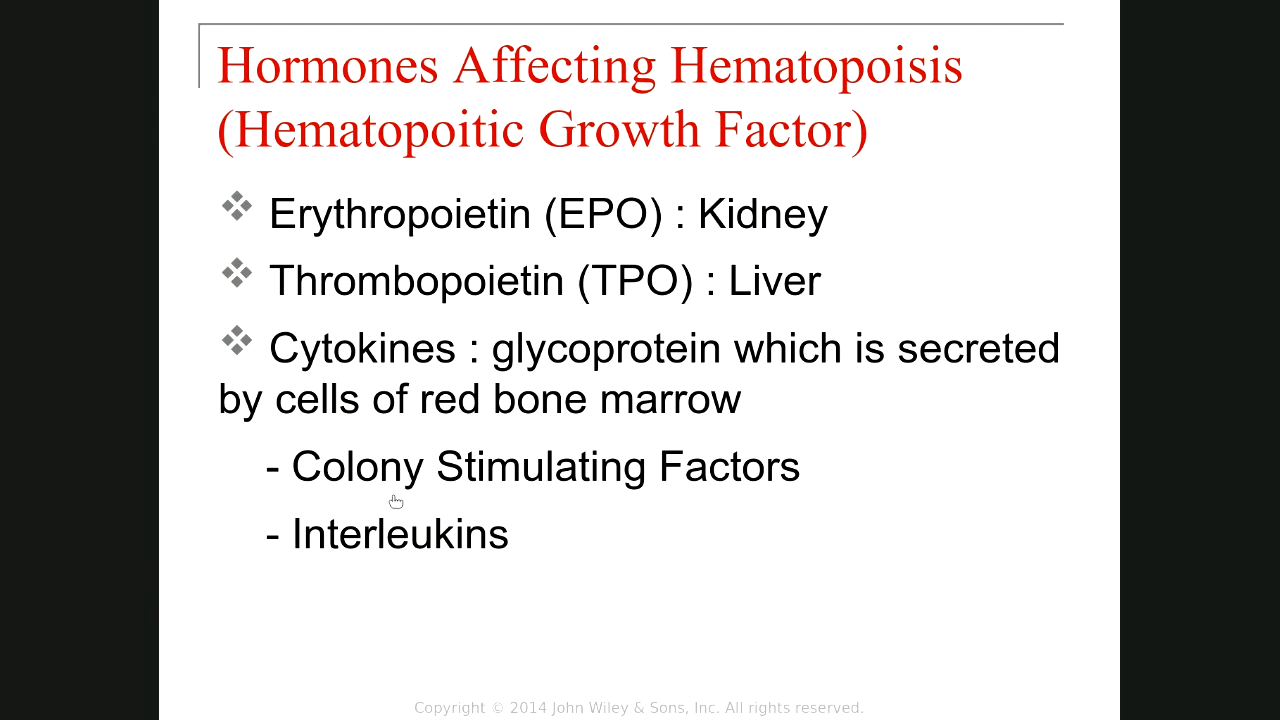 Hormones Affecting Hematopoisis
(Hematopoitic Growth Factor)
❖ Erythropoietin (EPO) : Kidney
❖ Thrombopoietin (TPO) : Liver
❖ Cytokines : glycoprotein which is secreted
by cells of red bone marrow
- Colony Stimulating Factors
- Interleukins
Copyright © 2014 John Wiley & Sons, Inc. All rights reserved.